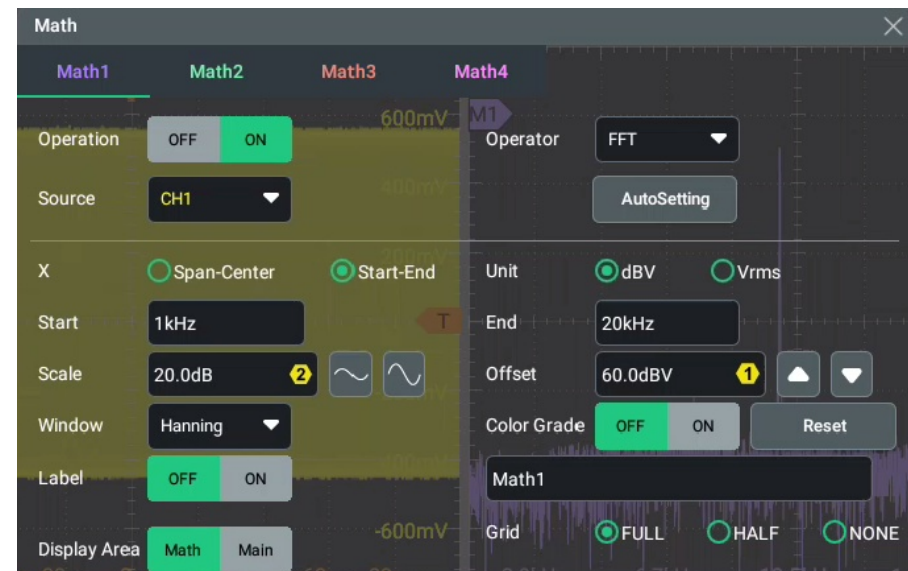 Math
Math1 Math2 Math3 Math4
600mV M1
Operation OFF ON Operator FFT
400mV
Source CH1 AutoSetting
200mV
X Span-Center Start-End Unit dBV Vrms
Start 1kHz T End 20kHz
Scale 20.0dB 2 Offset 60.0dBV 1
Window Hanning Color Grade OFF ON Reset
Label OFF ON Math1
-600mV
Display Area Math Main Grid FULL HALF NONE